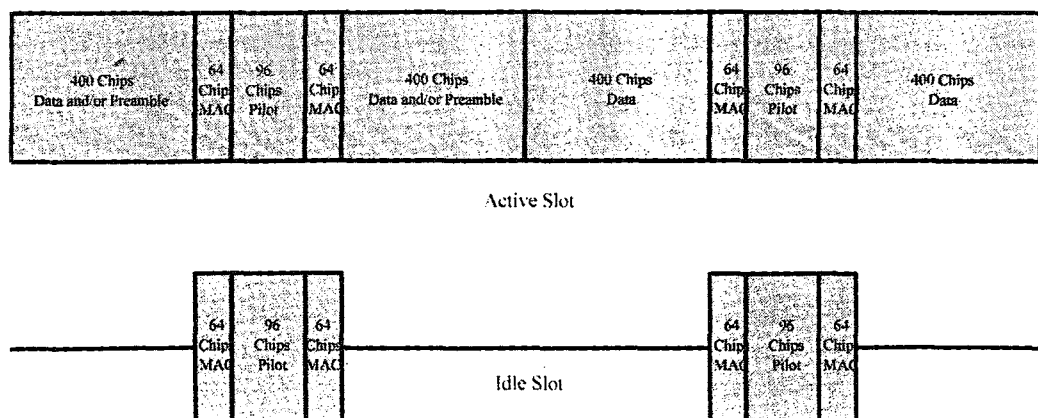 400 Chips
Data and/or Preamble
64
Chip
MAC
96
Chips
Pilot
64
Chip
MAC
400 Chips
Data and/or Preamble
400 Chips
Data
64
Chip
MAC
96
Chips
Pilot
64
Chip
MAC
400 Chips
Data
Active Slot
64
Chip
MAC
96
Chips
Pilot
64
Chip
MAC
Idle Slot
64
Chip
MAC
96
Chips
Pilot
64
Chip
MAC